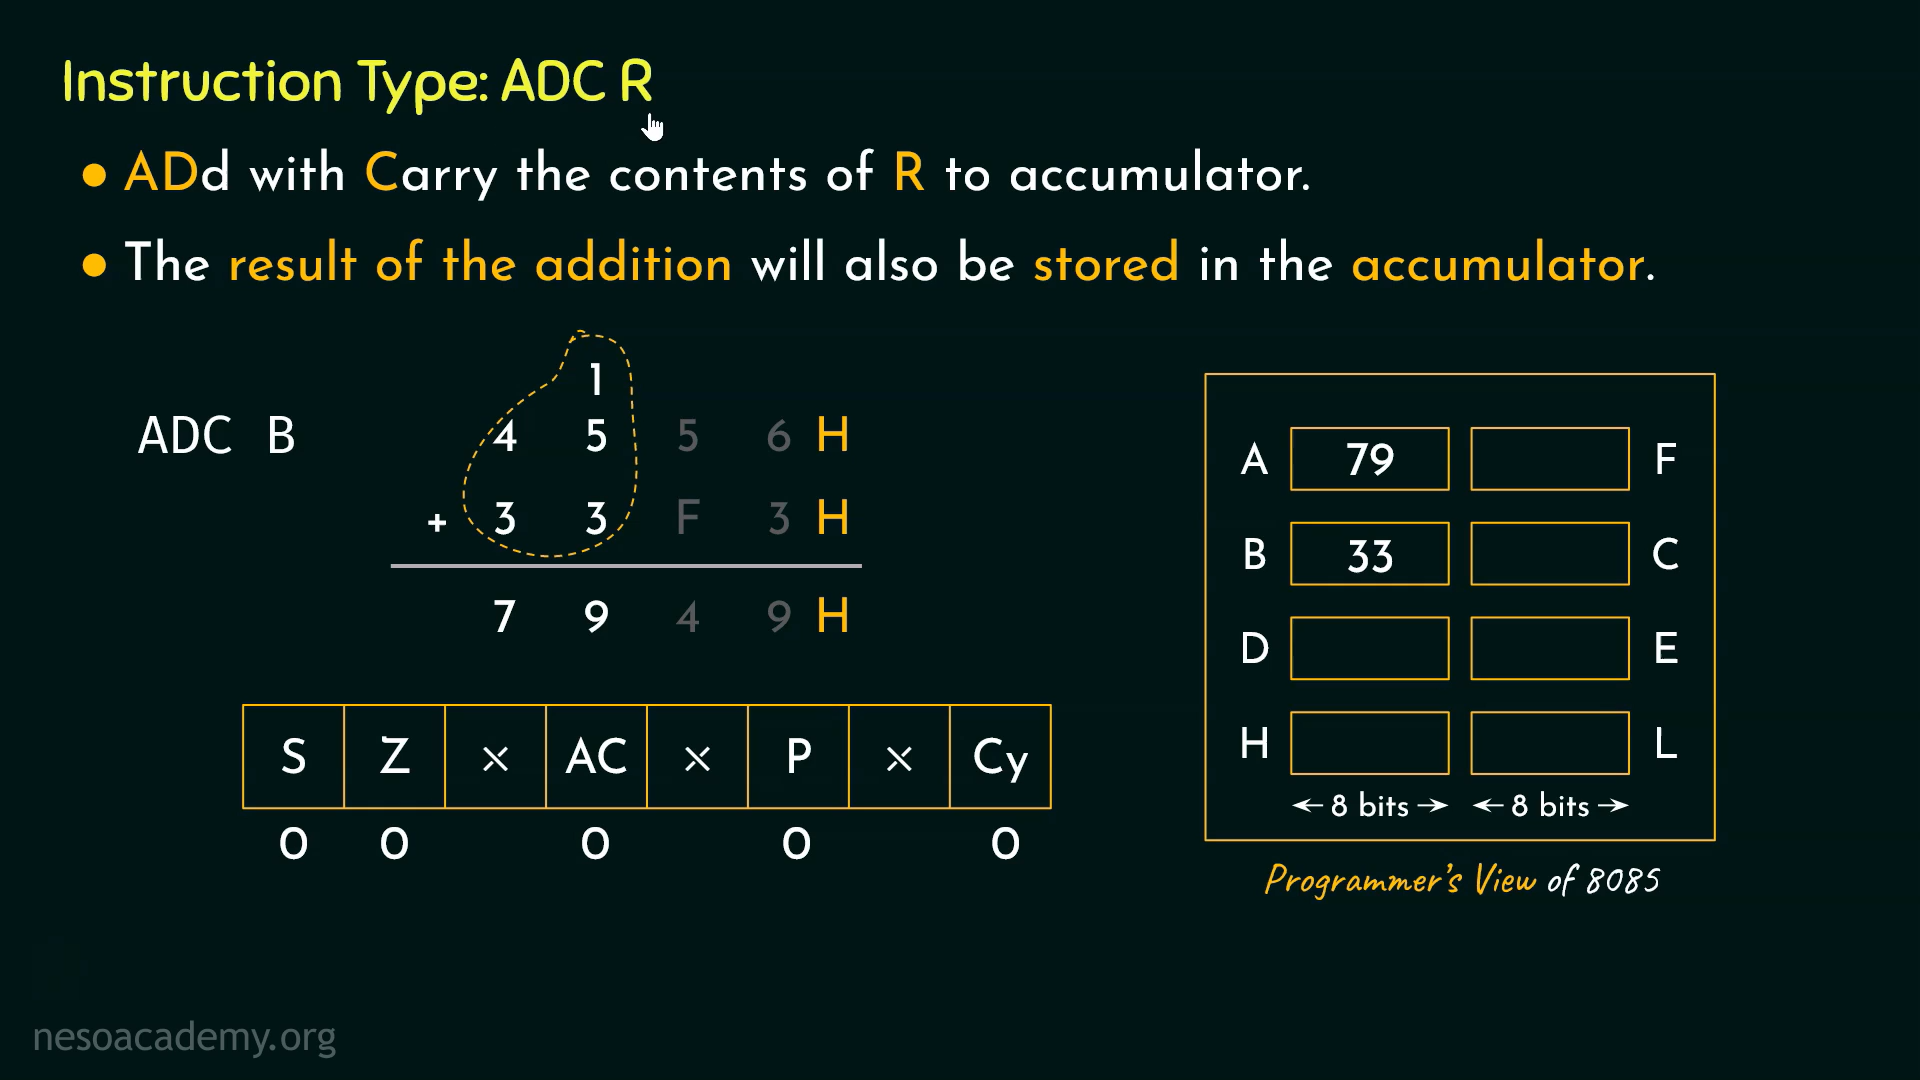 Instruction Type: ADC R
● ADd with Carry the contents of R to accumulator.
● The result of the addition will also be stored in the accumulator.
1
ADC B
4 5 5 6 H
+ 3 3 F 3 H
7 9 4 9 H
S Z × AC × P × Cy
0 0 0 0 0
A 79 F
B 33 C
D E
H L
←8 bits→ ←8 bits→
Programmer's View of 8085
nesoacademy.org